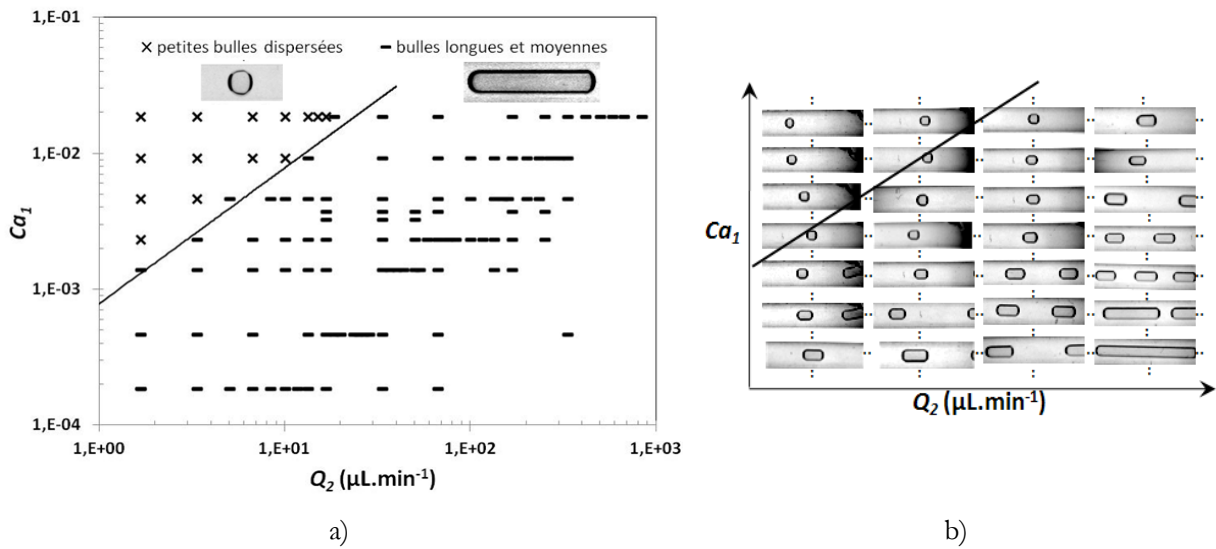 1,E-01
× petites bulles dispersées
– bulles longues et moyennes
1,E-02
Ca₁
1,E-03
1,E-04
1,E+00 1,E+01 1,E+02 1,E+03
Q₂ (µL.min⁻¹)
a)
Ca₁
Q₂ (µL.min⁻¹)
b)